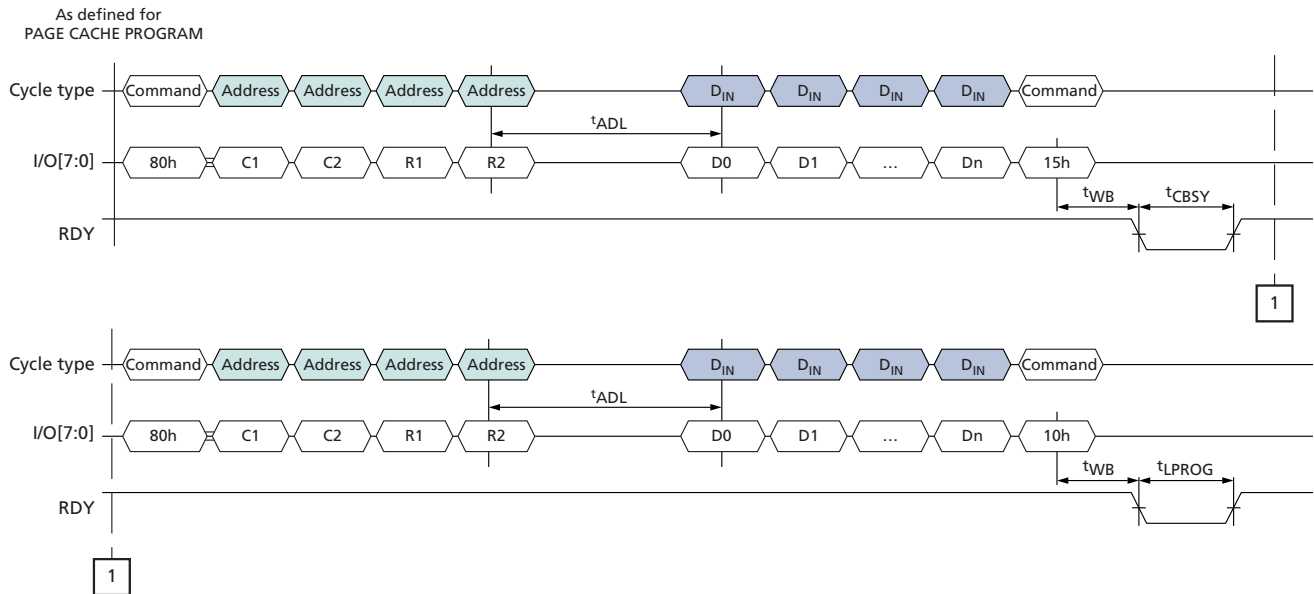 As defined for
PAGE CACHE PROGRAM
Cycle type Command Address Address Address Address DIN DIN DIN DIN Command
tADL
I/O[7:0] 80h C1 C2 R1 R2 D0 D1 … Dn 15h
tWB tCBSY
RDY
1
Cycle type Command Address Address Address Address DIN DIN DIN DIN Command
tADL
I/O[7:0] 80h C1 C2 R1 R2 D0 D1 … Dn 10h
tWB tLPROG
RDY
1